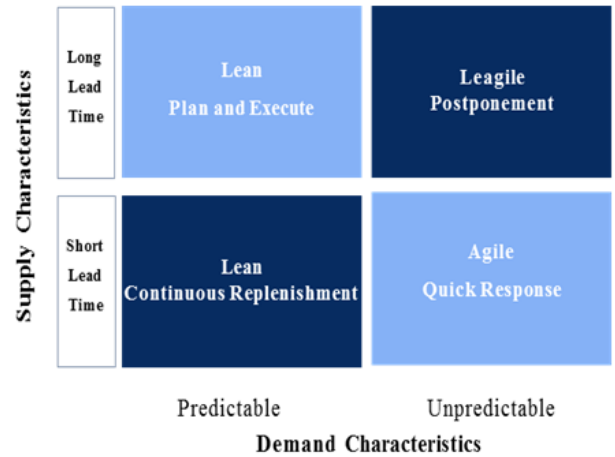 Supply Characteristics
Long
Lead
Time
Lean
Plan and Execute
Leagile
Postponement
Short
Lead
Time
Lean
Continuous Replenishment
Agile
Quick Response
Predictable
Unpredictable
Demand Characteristics